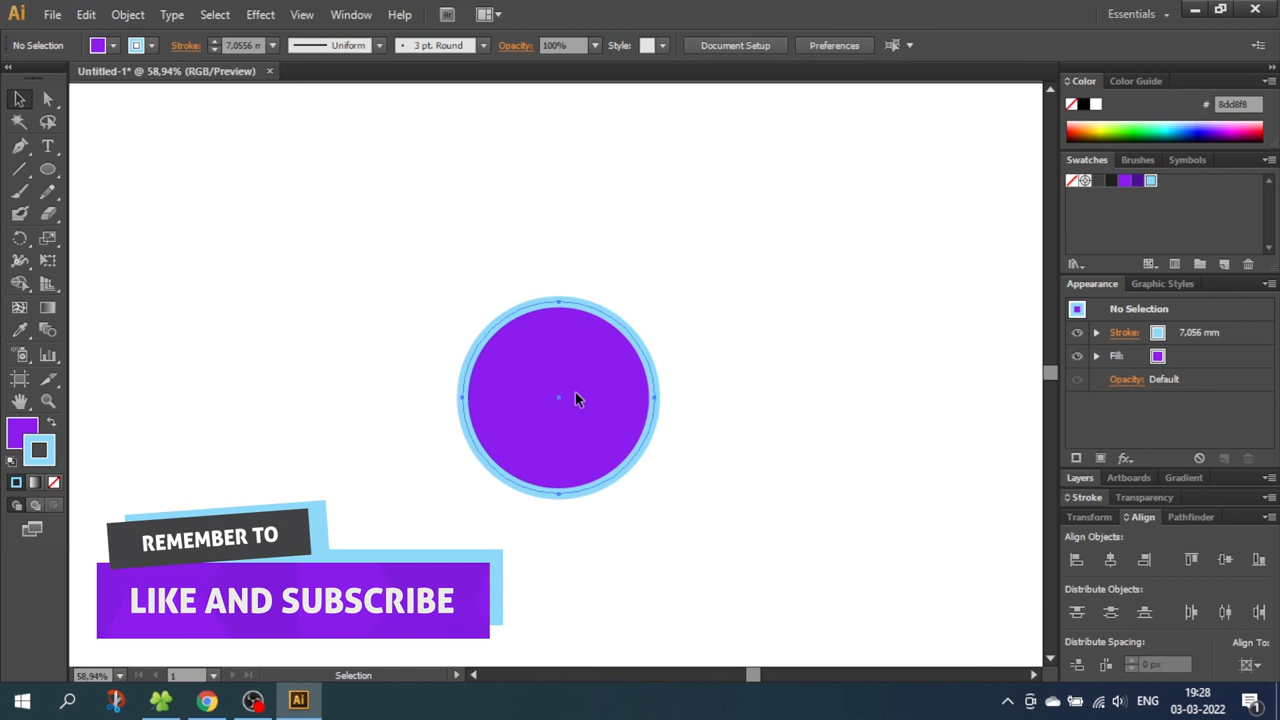 Ai File Edit Object Type Select Effect View Window Help Br Essentials
No Selection Stroke: 7,0556 m Uniform 3 pt. Round Opacity: 100% Style: Document Setup Preferences
Untitled-1* @ 58,94% (RGB/Preview)
Color Color Guide
# 8dd8f8
Swatches Brushes Symbols
Appearance Graphic Styles
No Selection
Stroke: 7,056 mm
Fill:
Opacity: Default
Layers Artboards Gradient
Stroke Transparency
Transform Align Pathfinder
Align Objects:
Distribute Objects:
Distribute Spacing: Align To:
0 px
REMEMBER TO
LIKE AND SUBSCRIBE
58,94% 1 Selection
Ai ENG 19:28
03-03-2022 1